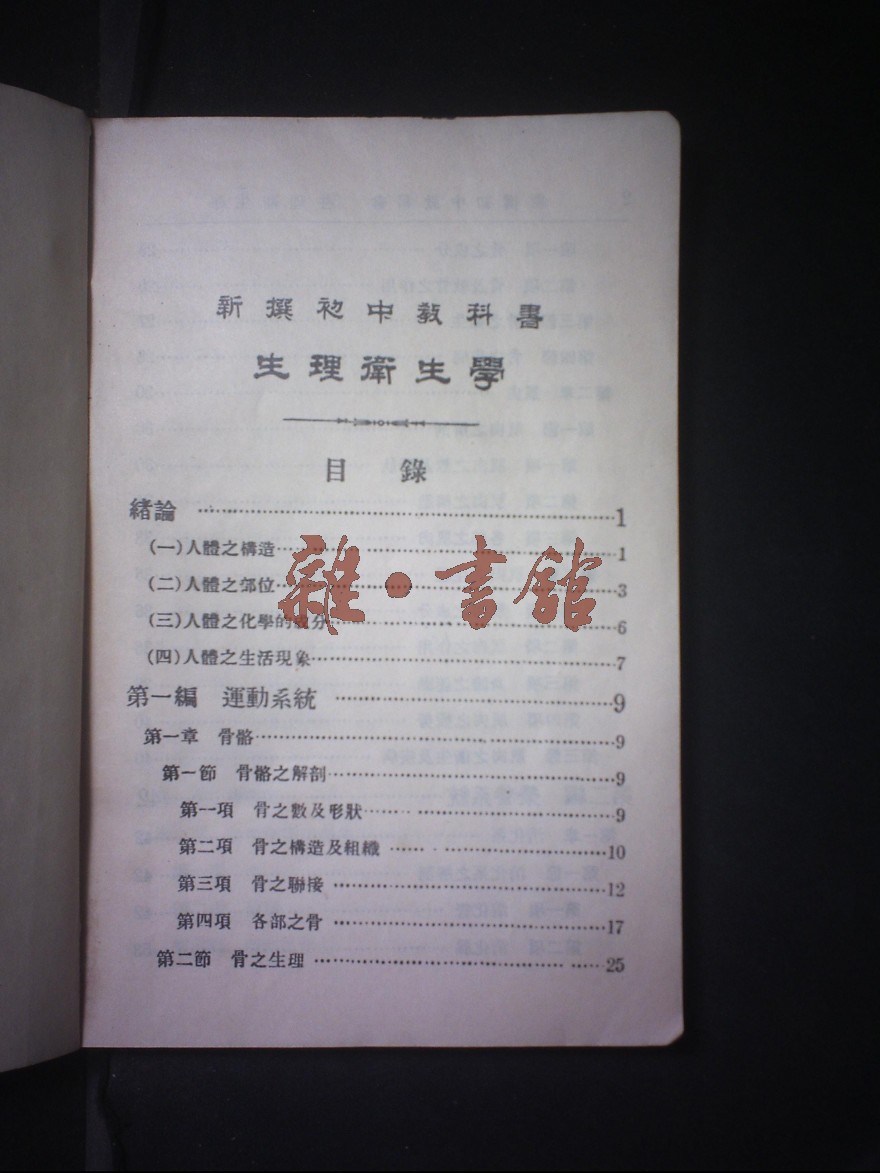 新撰初中教科書
生理衛生學
目錄
緒論 ……1
(一)人體之構造……1
(二)人體之部位……3
(三)人體之化學的成分……6
(四)人體之生活現象……7
第一編 運動系統 ……9
第一章 骨骼……9
第一節 骨骼之解剖……9
第一項 骨之數及形狀……9
第二項 骨之構造及組織……10
第三項 骨之聯接……12
第四項 各部之骨……17
第二節 骨之生理……25
雜·書館